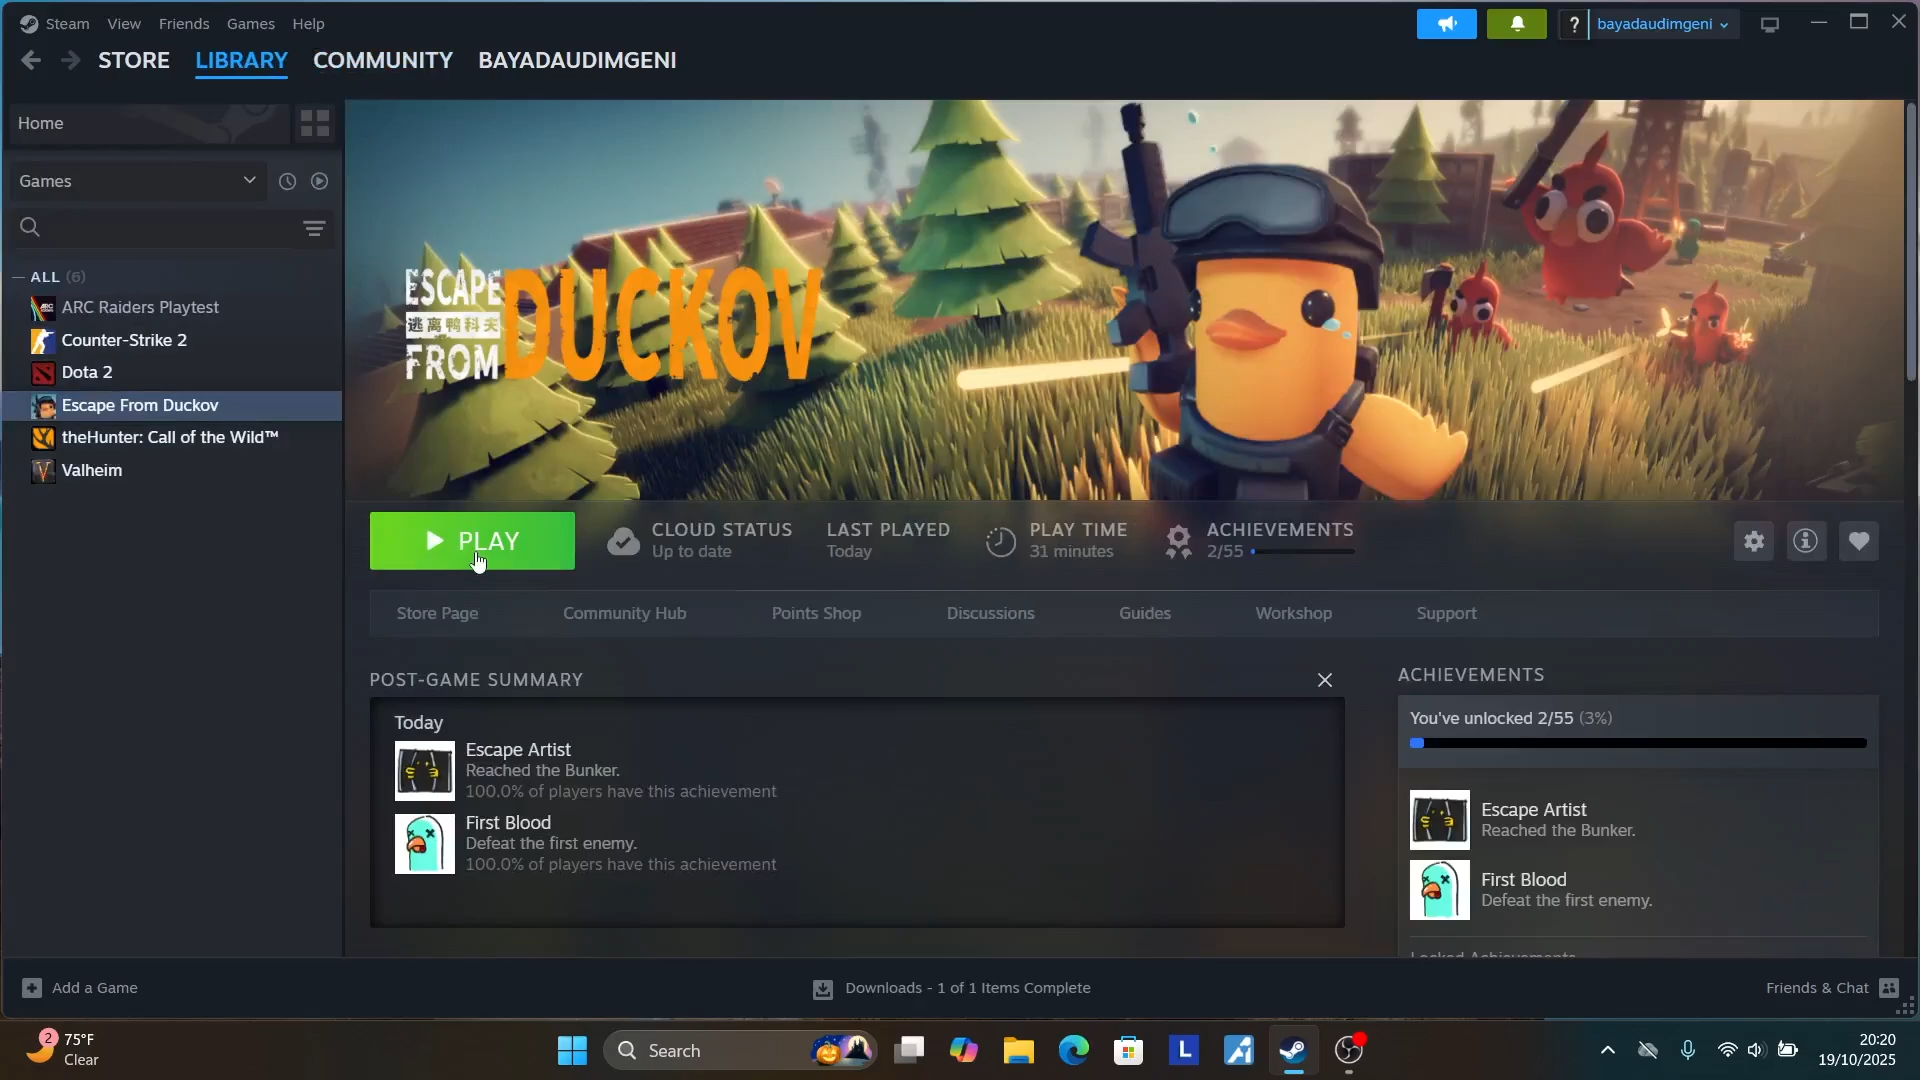 Steam View Friends Games Help
? bayadaudimgeni
STORE LIBRARY COMMUNITY BAYADAUDIMGENI
Home
Games
ALL (6)
ARC Raiders Playtest
Counter-Strike 2
Dota 2
Escape From Duckov
theHunter: Call of the Wild™
Valheim
ESCAPE
逃离鸭科夫
FROM
DUCKOV
PLAY
CLOUD STATUS
Up to date
LAST PLAYED
Today
PLAY TIME
31 minutes
ACHIEVEMENTS
2/55
Store Page Community Hub Points Shop Discussions Guides Workshop Support
POST-GAME SUMMARY
Today
Escape Artist
Reached the Bunker.
100.0% of players have this achievement
First Blood
Defeat the first enemy.
100.0% of players have this achievement
ACHIEVEMENTS
You've unlocked 2/55 (3%)
Escape Artist
Reached the Bunker.
First Blood
Defeat the first enemy.
Locked Achievements
Add a Game
Downloads - 1 of 1 Items Complete
Friends & Chat
2
75°F
Clear
Search
L
20:20
19/10/2025